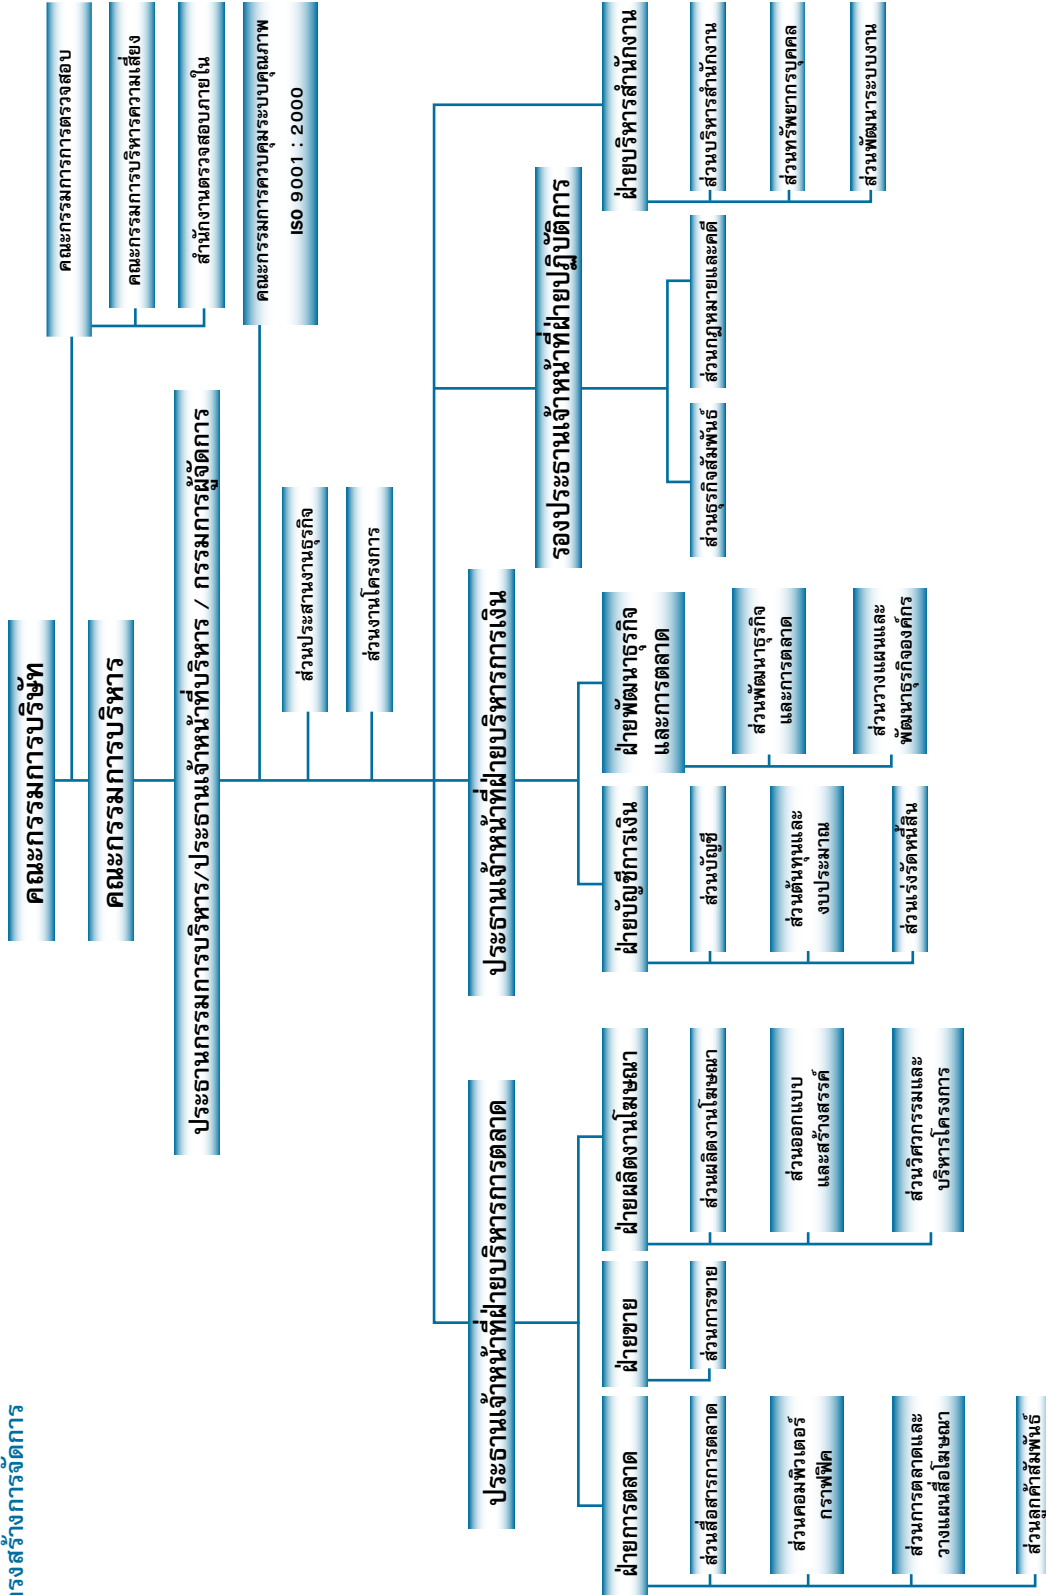 โครงสร้างการจัดการ
คณะกรรมการบริษัท
คณะกรรมการการตรวจสอบ
คณะกรรมการบริหารความเสี่ยง
สำนักงานตรวจสอบภายใน
คณะกรรมการบริหาร
ประธานกรรมการบริหาร/ประธานเจ้าหน้าที่บริหาร / กรรมการผู้จัดการ
คณะกรรมการควบคุมระบบคุณภาพ
ISO 9001 : 2000
ส่วนประสานงานธุรกิจ
ส่วนงานโครงการ
ประธานเจ้าหน้าที่ฝ่ายบริหารการตลาด
ประธานเจ้าหน้าที่ฝ่ายบริหารการเงิน
รองประธานเจ้าหน้าที่ฝ่ายปฏิบัติการ
ฝ่ายบริหารสำนักงาน
ฝ่ายการตลาด
ส่วนสื่อสารการตลาด
ส่วนคอมพิวเตอร์
กราฟฟิค
ส่วนการตลาดและ
วางแผนสื่อโฆษณา
ส่วนลูกค้าสัมพันธ์
ฝ่ายขาย
ส่วนการขาย
ฝ่ายผลิตงานโฆษณา
ส่วนผลิตงานโฆษณา
ส่วนออกแบบ
และสร้างสรรค์
ส่วนวิศวกรรมและ
บริหารโครงการ
ฝ่ายบัญชีการเงิน
ส่วนบัญชี
ส่วนต้นทุนและ
งบประมาณ
ส่วนเร่งรัดหนี้สิน
ฝ่ายพัฒนาธุรกิจ
และการตลาด
ส่วนพัฒนาธุรกิจ
และการตลาด
ส่วนวางแผนและ
พัฒนาธุรกิจองค์กร
ส่วนธุรกิจสัมพันธ์
ส่วนกฎหมายและคดี
ส่วนบริหารสำนักงาน
ส่วนทรัพยากรบุคคล
ส่วนพัฒนาระบบงาน